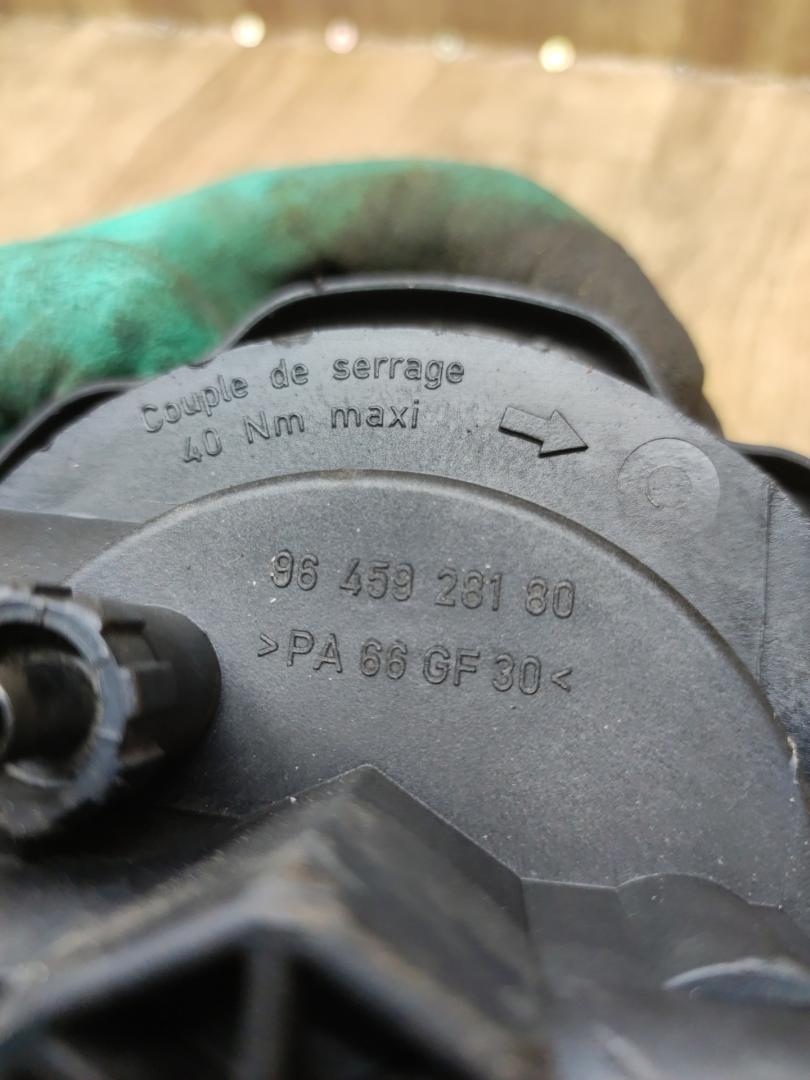 Couple de serrage
40 Nm maxi
96 459 281 80
>PA 66 GF 30<